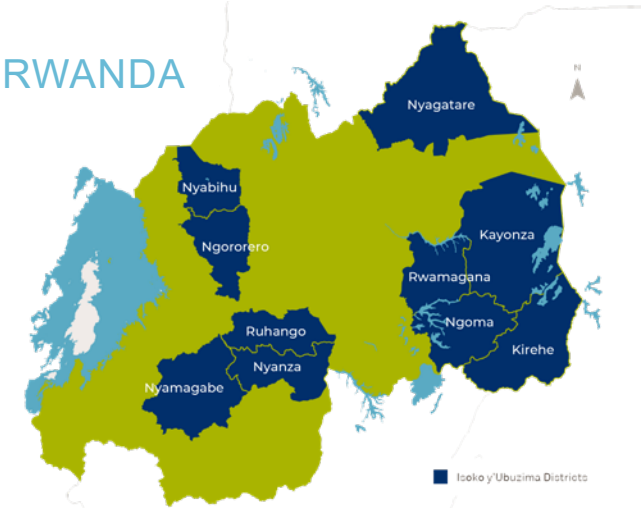 RWANDA
N
Nyagatare
Nyabihu
Ngororero
Kayonza
Rwamagana
Ngoma
Kirehe
Ruhango
Nyanza
Nyamagabe
Isoko y'Ubuzima Districts